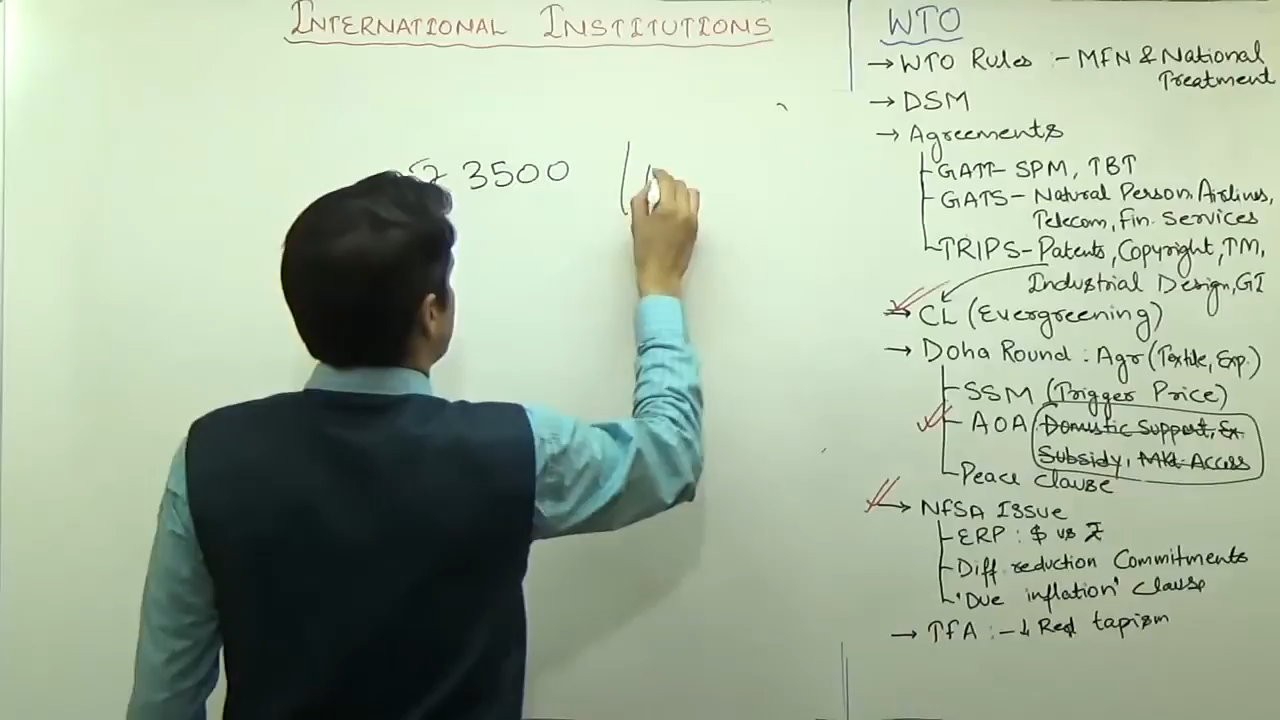 INTERNATIONAL INSTITUTIONS
₹ 3500
WTO
→ WTO Rules :- MFN & National
Treatment
→ DSM
→ Agreements
GATT- SPM, TBT
GATS- Natural Person, Airlines,
Telecom, Fin. Services
TRIPS- Patents, Copyright, TM,
Industrial Design, GI
→ CL (Evergreening)
→ Doha Round : Agr (Textile, Exp.)
SSM (Trigger Price)
AOA Domestic Support, Ex.
Subsidy, Mkt Access
Peace Clause
→ NFSA Issue
ERP : $ vs ₹
Diff reduction Commitments
'Due inflation' Clause
→ TFA :- ↓ Red tapism